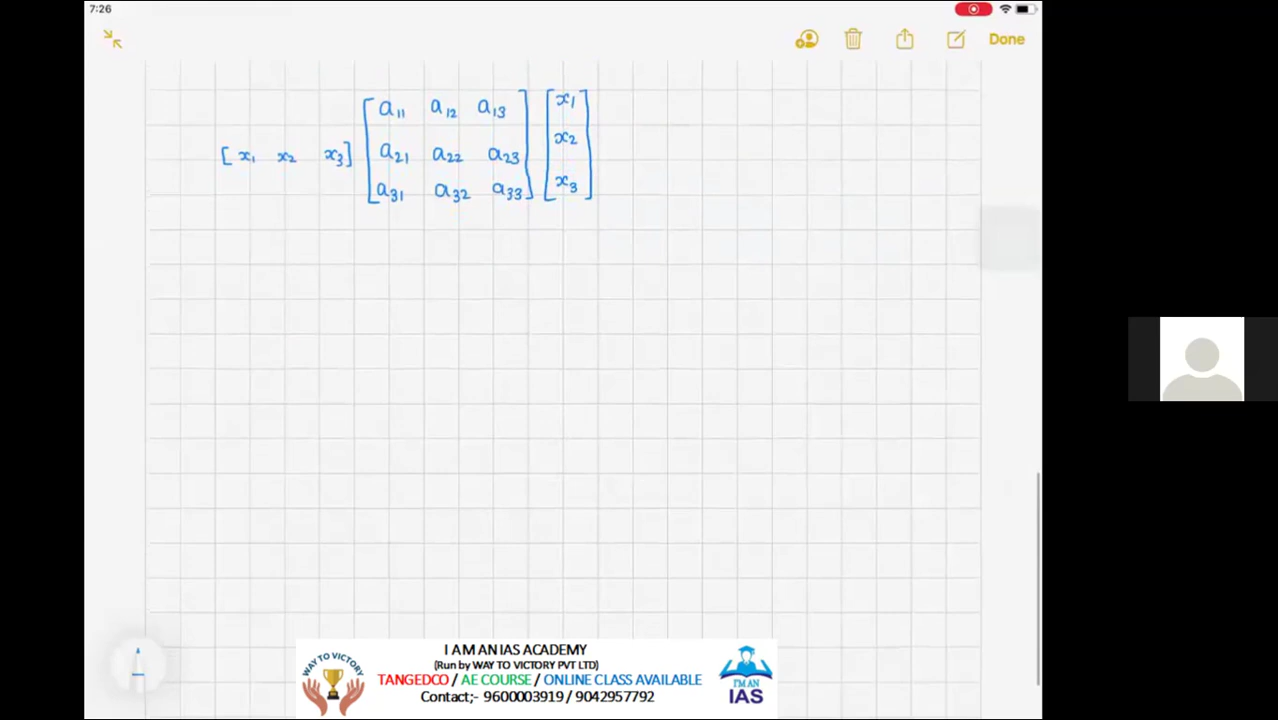 7:26
Done
[ x₁ x₂ x₃ ] [ a₁₁ a₁₂ a₁₃ ] [ x₁ ]
[ a₂₁ a₂₂ a₂₃ ] [ x₂ ]
[ a₃₁ a₃₂ a₃₃ ] [ x₃ ]
WAY TO VICTORY
I A M AN IAS ACADEMY
(Run by WAY TO VICTORY PVT LTD)
TANGEDCO / AE COURSE / ONLINE CLASS AVAILABLE
Contact;- 9600003919 / 9042957792
I'M AN
IAS